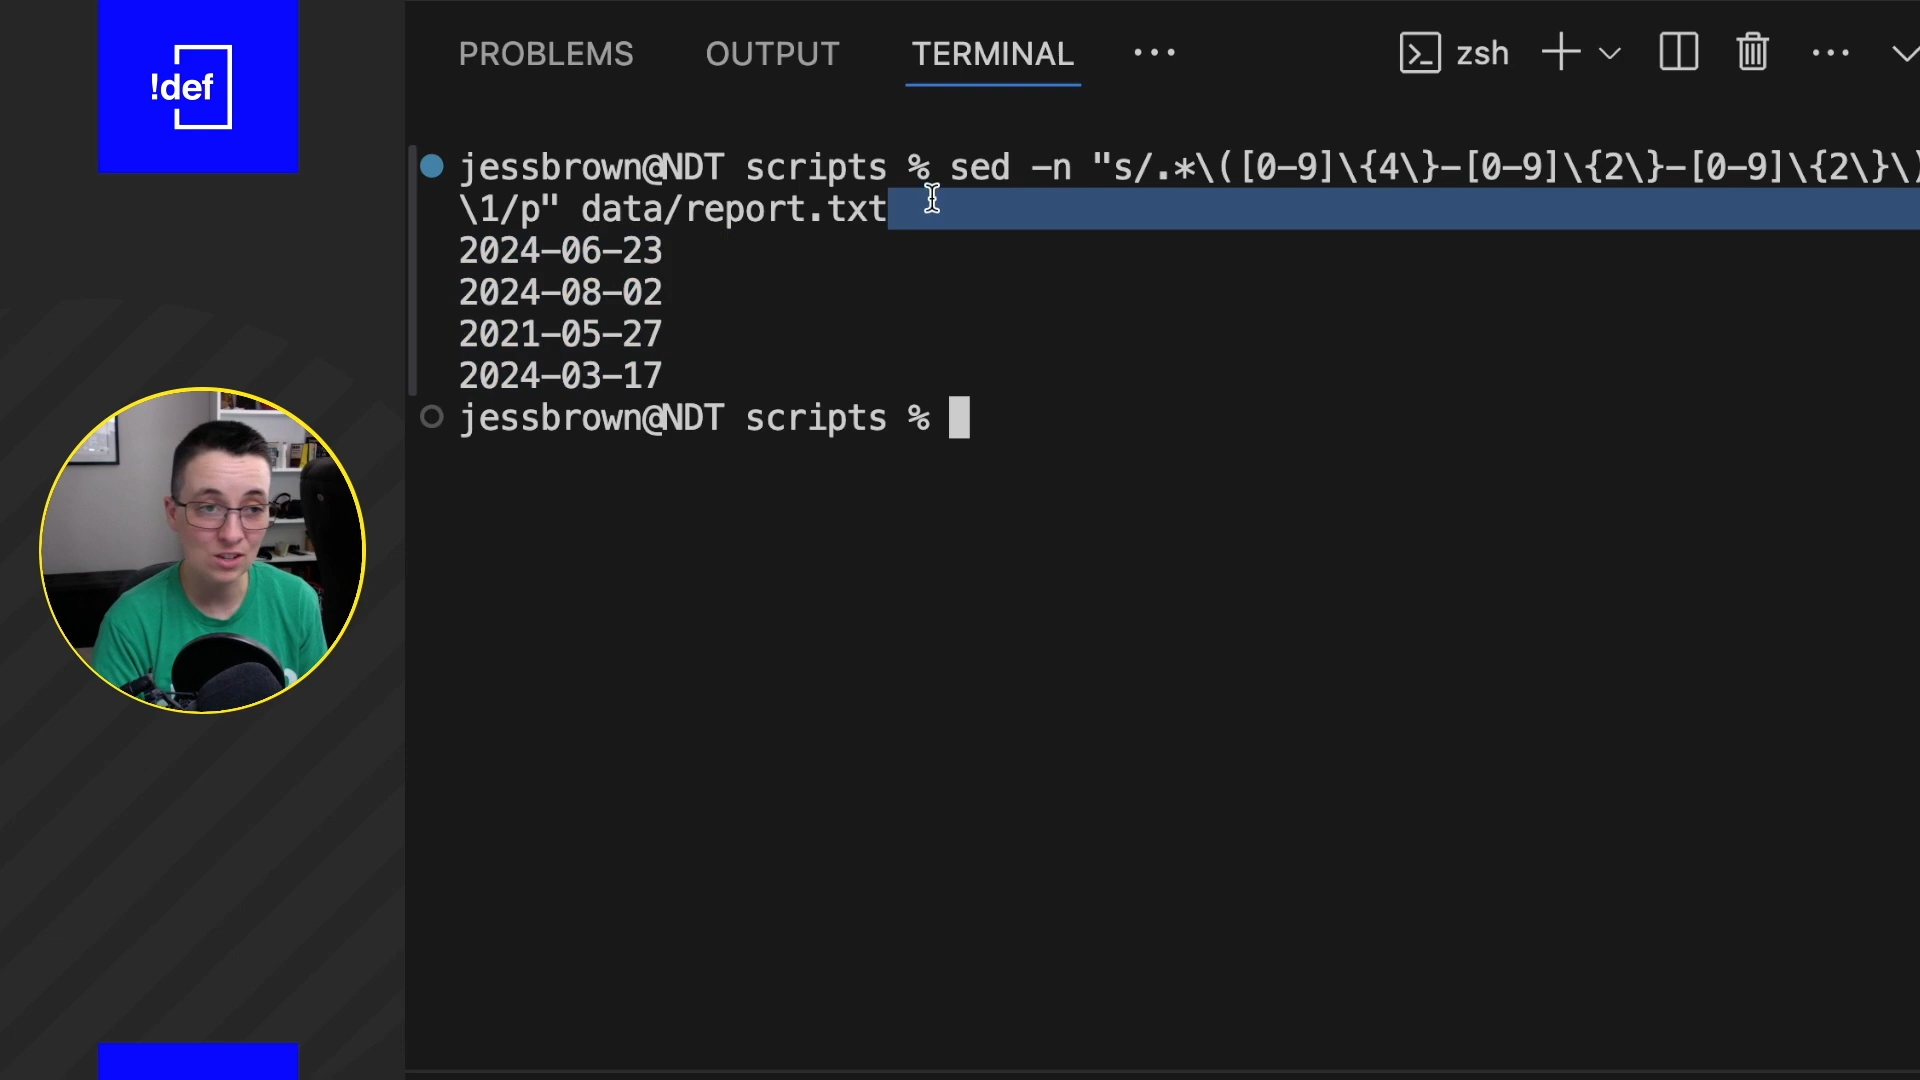 !def
PROBLEMS OUTPUT TERMINAL ··· zsh ···
jessbrown@NDT scripts % sed -n "s/.*\([0-9]\{4\}-[0-9]\{2\}-[0-9]\{2\}\)
\1/p" data/report.txt
2024-06-23
2024-08-02
2021-05-27
2024-03-17
jessbrown@NDT scripts %